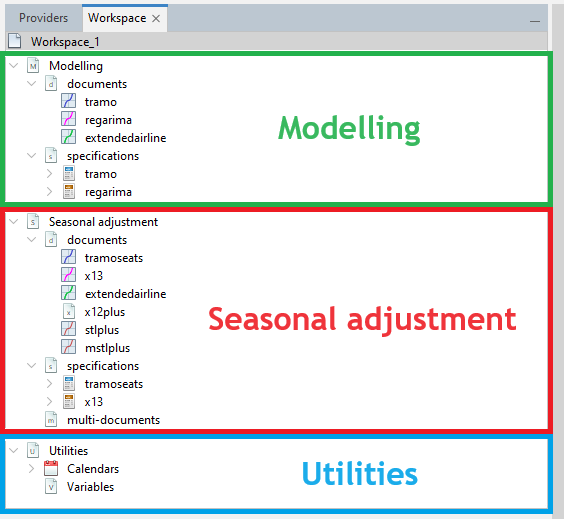 Providers Workspace
Workspace_1
M Modelling
d documents
tramo
regarima
extendedairline
s specifications
tramo
regarima
Modelling
s Seasonal adjustment
d documents
tramoseats
x13
extendedairline
x x12plus
stlplus
mstlplus
s specifications
tramoseats
x13
m multi-documents
Seasonal adjustment
U Utilities
Calendars
V Variables
Utilities